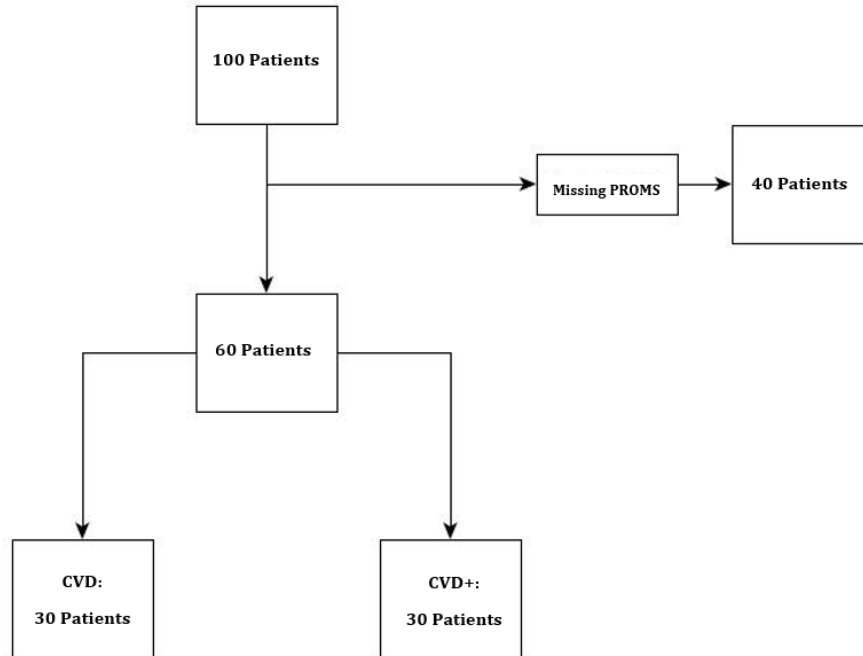 100 Patients
Missing PROMS
40 Patients
60 Patients
CVD:
30 Patients
CVD+:
30 Patients